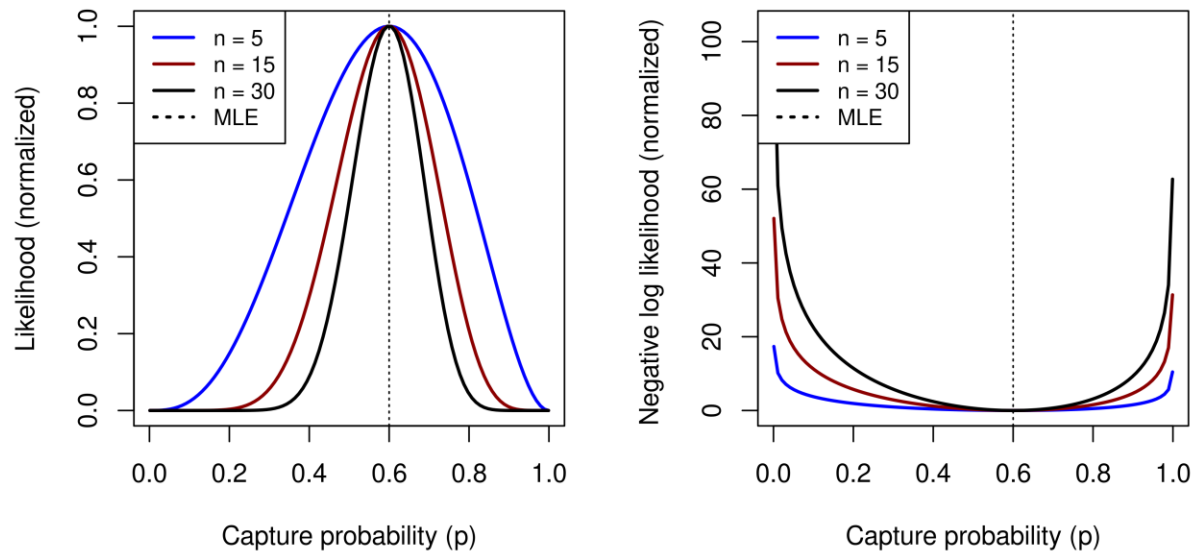 Likelihood (normalized)
1.0
0.8
0.6
0.4
0.2
0.0
n = 5
n = 15
n = 30
MLE
0.0 0.2 0.4 0.6 0.8 1.0
Capture probability (p)
Negative log likelihood (normalized)
100
80
60
40
20
0
n = 5
n = 15
n = 30
MLE
0.0 0.2 0.4 0.6 0.8 1.0
Capture probability (p)